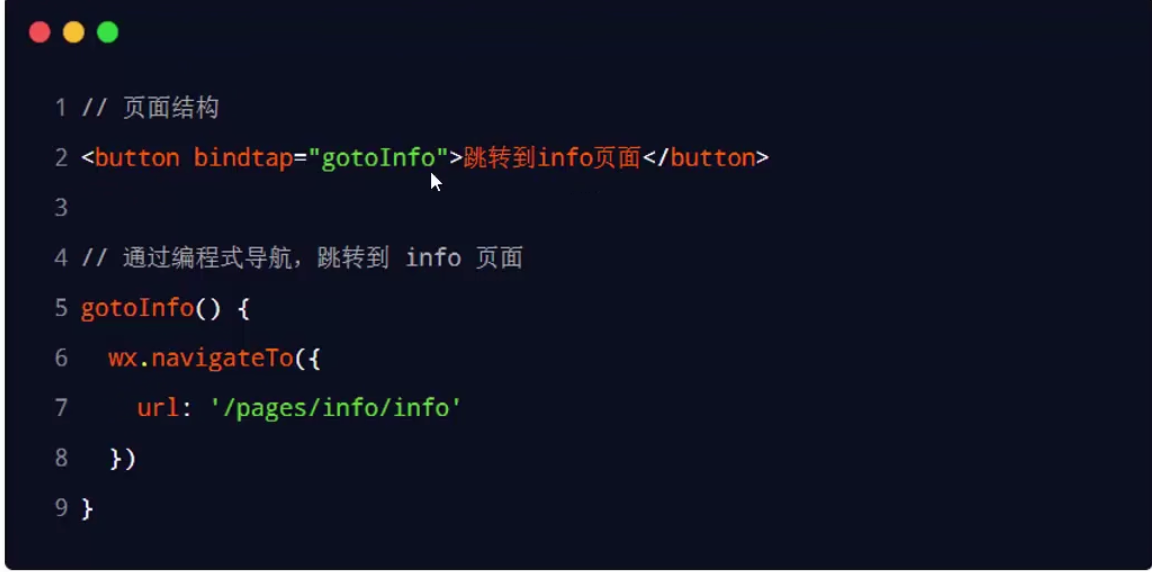 1 // 页面结构
2 <button bindtap="gotoInfo">跳转到info页面</button>
3
4 // 通过编程式导航，跳转到 info 页面
5 gotoInfo() {
6   wx.navigateTo({
7     url: '/pages/info/info'
8   })
9 }